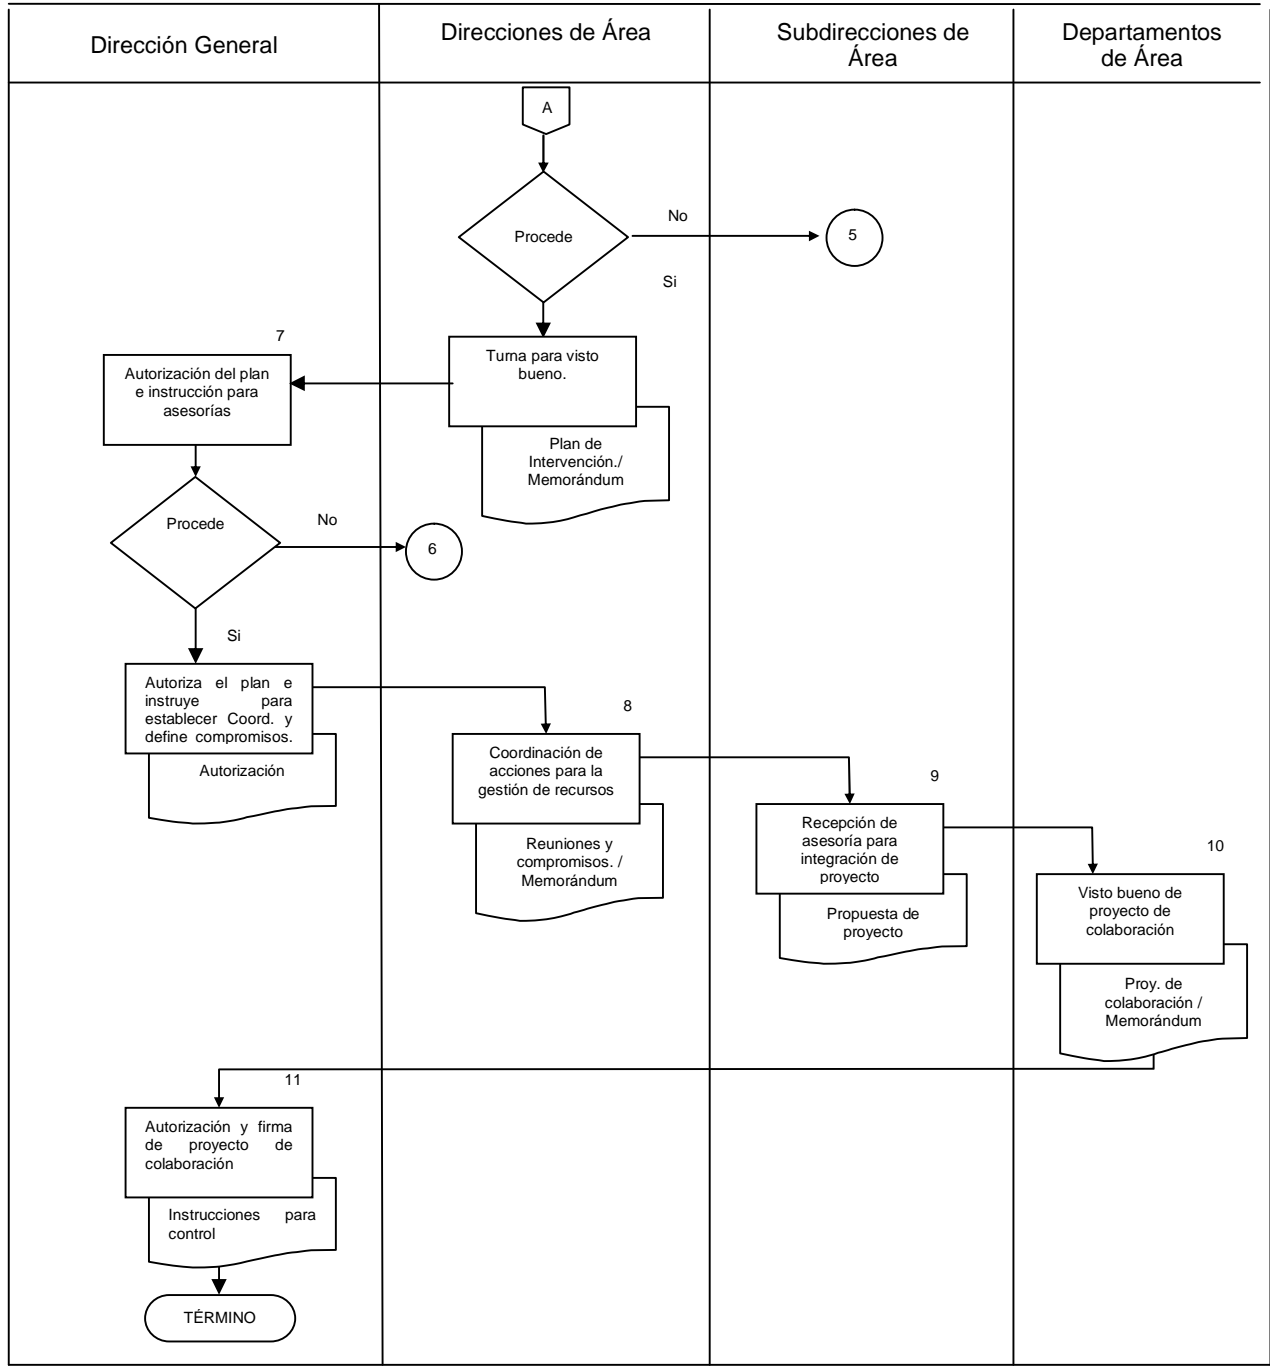 Dirección General
Direcciones de Área
Subdirecciones de
Área
Departamentos
de Área
A
Procede
No
5
Si
Turna para visto
bueno.
Plan de
Intervención./
Memorándum
7
Autorización del plan
e instrucción para
asesorías
Procede
No
6
Si
Autoriza el plan e
instruye para
establecer Coord. y
define compromisos.
Autorización
8
Coordinación de
acciones para la
gestión de recursos
Reuniones y
compromisos. /
Memorándum
9
Recepción de
asesoría para
integración de
proyecto
Propuesta de
proyecto
10
Visto bueno de
proyecto de
colaboración
Proy. de
colaboración /
Memorándum
11
Autorización y firma
de proyecto de
colaboración
Instrucciones para
control
TÉRMINO